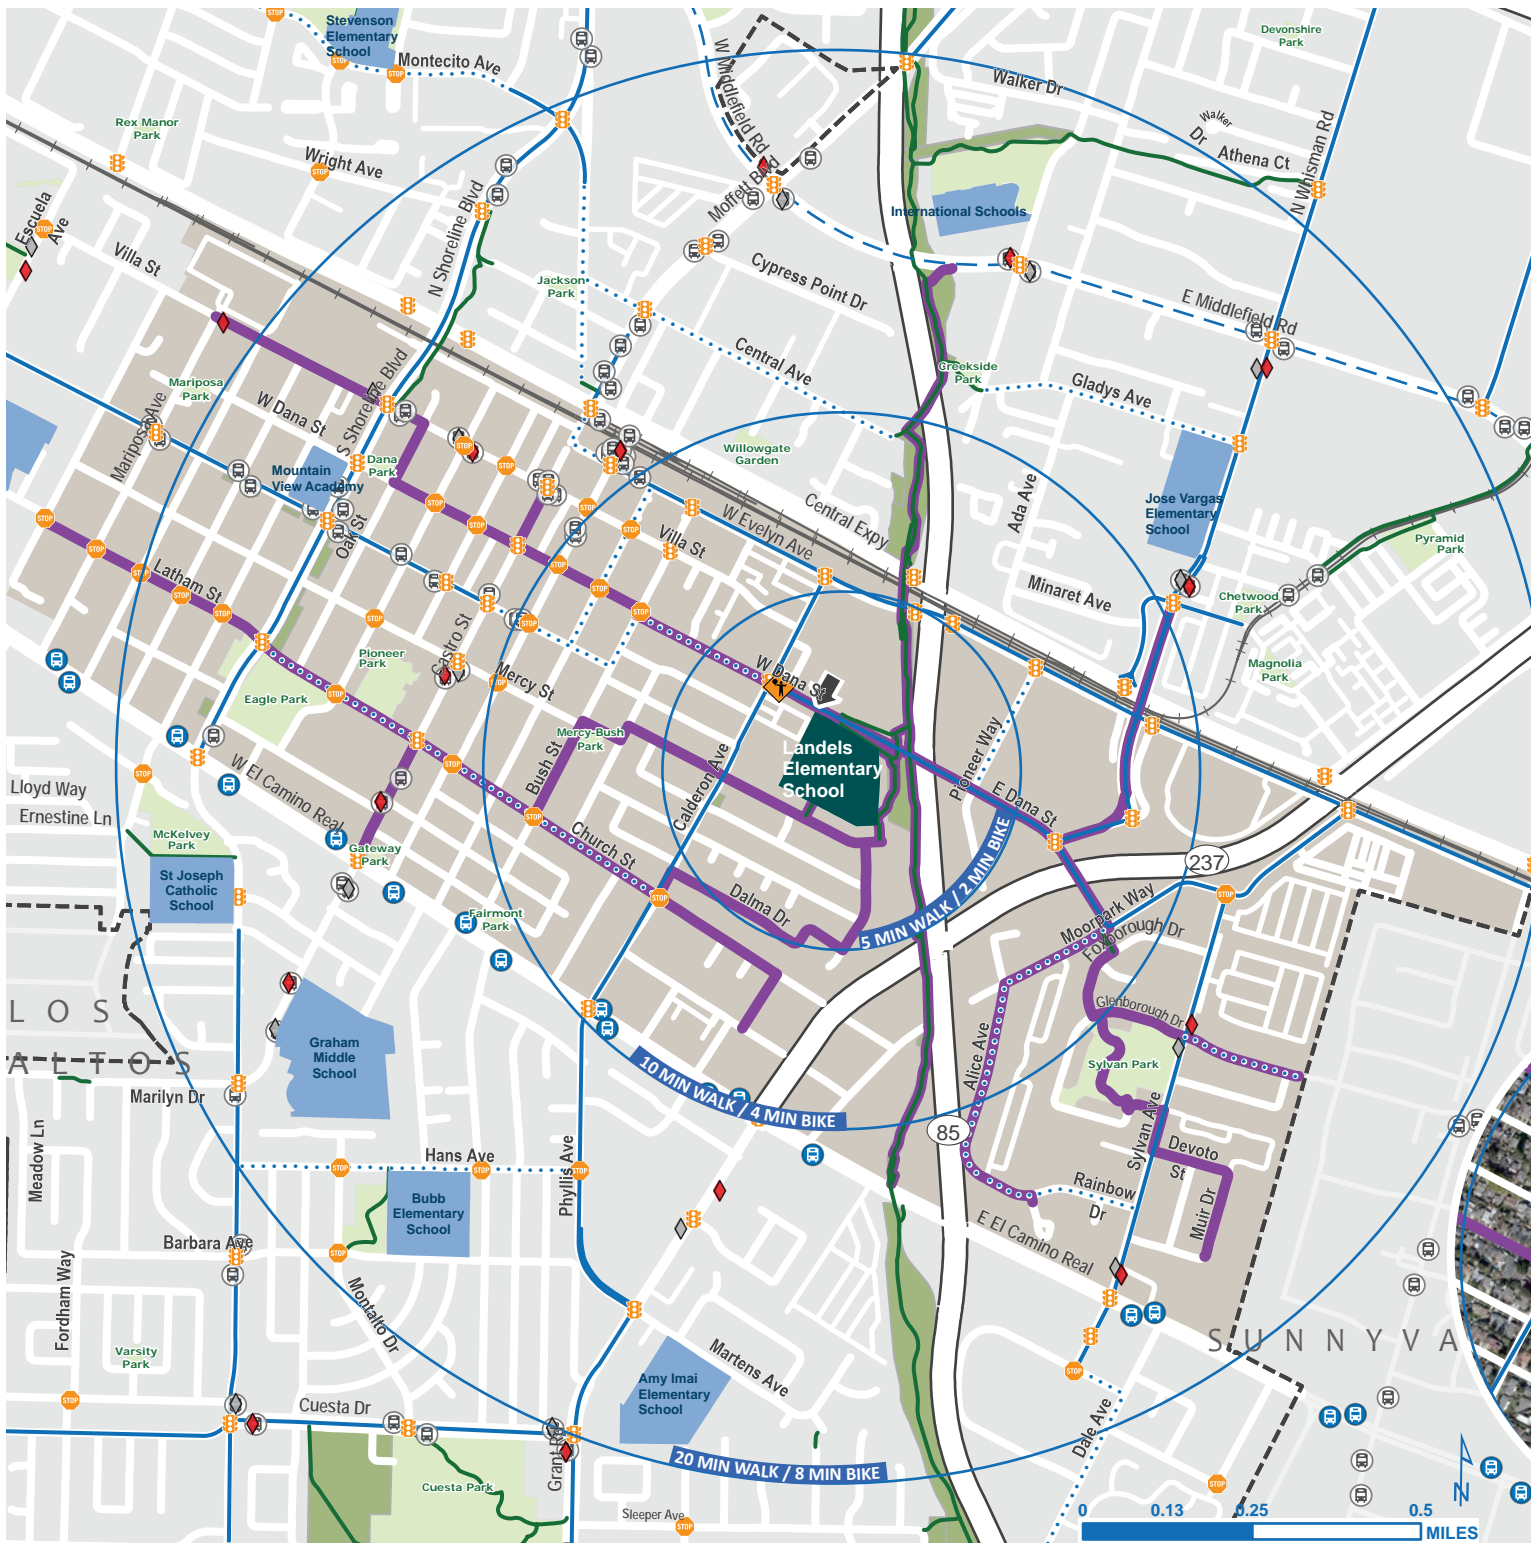 STOP
Stevenson
Elementary
School
Montecito Ave
Devonshire
Park
Walker Dr
Walker
Dr
Athena Ct
N Whisman Rd
Rex Manor
Park
Wright Ave
W Middlefield Rd
Moffett Blvd
International Schools
Escuela
Ave
Villa St
N Shoreline Blvd
Jackson
Park
Cypress Point Dr
E Middlefield Rd
Central Ave
Creekside
Park
Gladys Ave
Mariposa
Park
Mariposa Ave
W Dana St
S Shoreline Blvd
Dana
Park
Mountain
View Academy
Oak St
Willowgate
Garden
Central Expy
W Evelyn Ave
Villa St
Ada Ave
Jose Vargas
Elementary
School
Pyramid
Park
Minaret Ave
Chetwood
Park
Magnolia
Park
Latham St
Pioneer
Park
Castro St
Mercy St
Eagle Park
W Dana St
Mercy-Bush
Park
Bush St
Landels
Elementary
School
Calderon Ave
Pioneer Way
E Dana St
W El Camino Real
Lloyd Way
Ernestine Ln
McKelvey
Park
Gateway
Park
Church St
St Joseph
Catholic
School
Fairmont
Park
Dalma Dr
5 MIN WALK / 2 MIN BIKE
237
Moorpark Way
Foxborough Dr
Glenborough Dr
LOS
ALTOS
Graham
Middle
School
Marilyn Dr
10 MIN WALK / 4 MIN BIKE
Alice Ave
Sylvan Park
85
Sylvan Ave
Devoto
St
Meadow Ln
Hans Ave
Phyllis Ave
Rainbow
Dr
Muir Dr
Bubb
Elementary
School
E El Camino Real
Barbara Ave
Fordham Way
Montalto Dr
Varsity
Park
Martens Ave
Amy Imai
Elementary
School
SUNNYVA
Cuesta Dr
Grant Rd
Dale Ave
20 MIN WALK / 8 MIN BIKE
Cuesta Park
Sleeper Ave
N
0 0.13 0.25 0.5
MILES